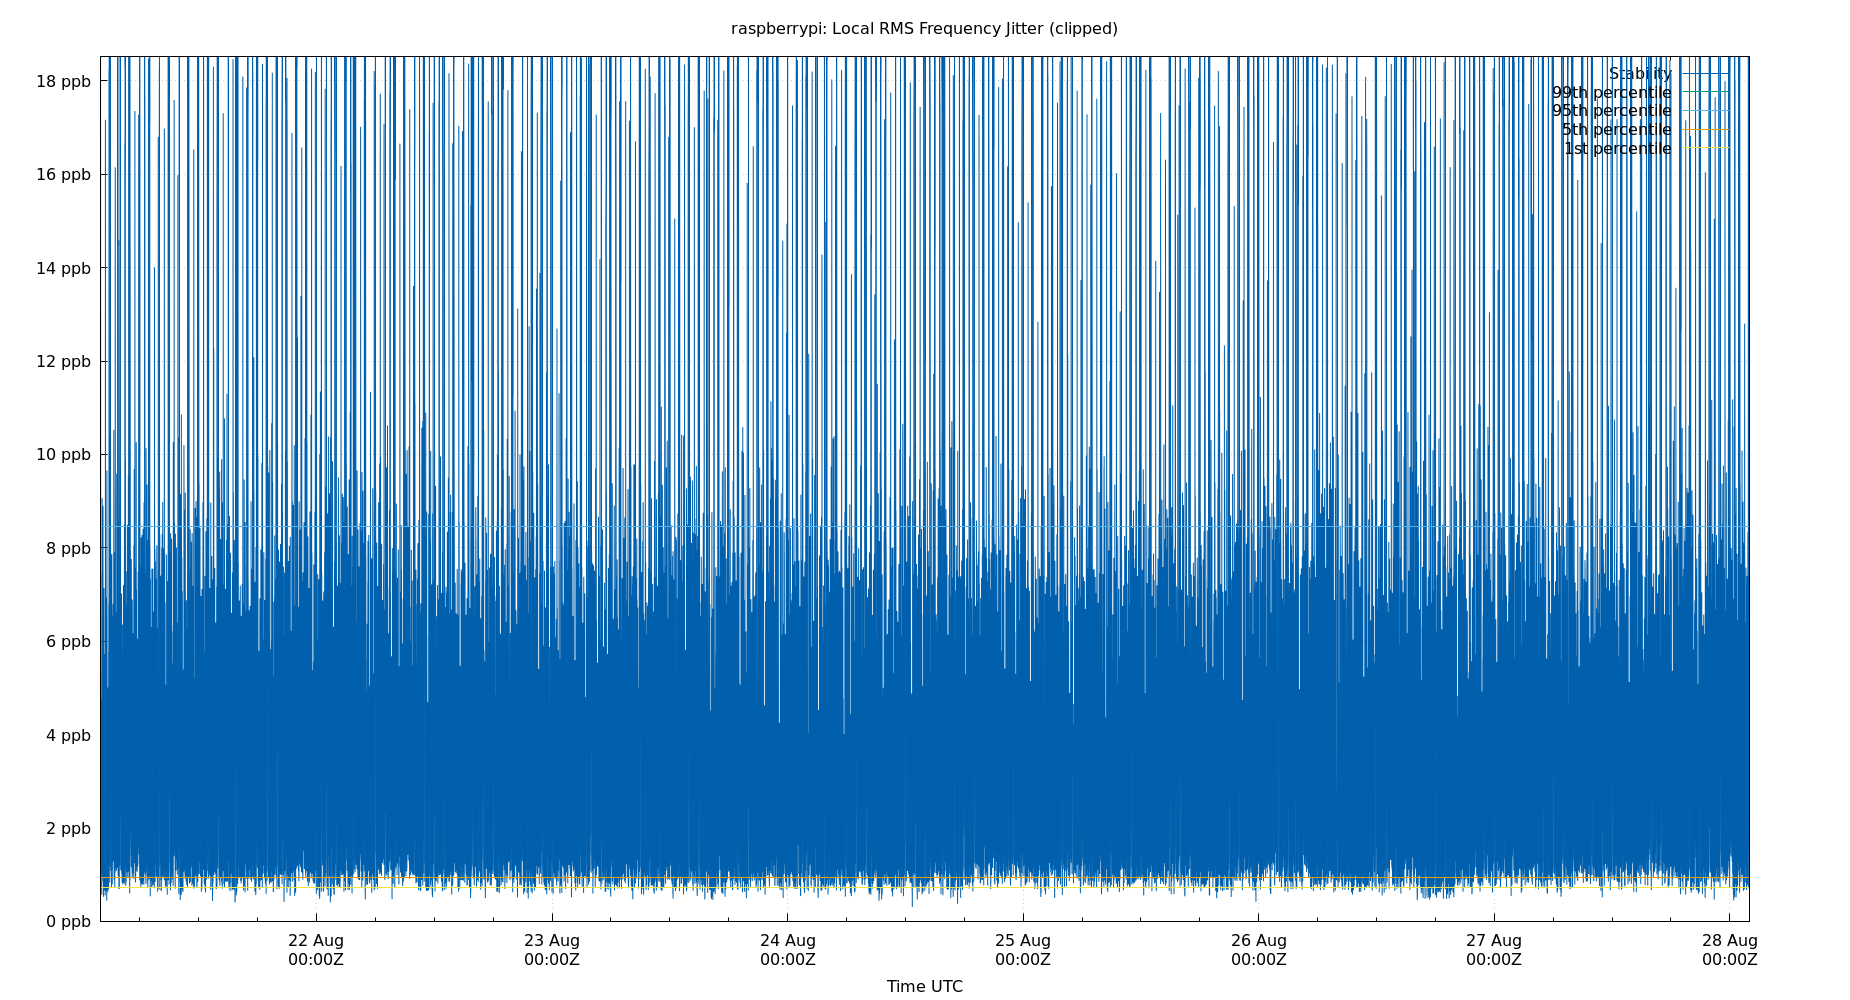 raspberrypi: Local RMS Frequency Jitter (clipped)
18 ppb
16 ppb
14 ppb
12 ppb
10 ppb
8 ppb
6 ppb
4 ppb
2 ppb
0 ppb
Stability
99th percentile
95th percentile
5th percentile
1st percentile
22 Aug
00:00Z
23 Aug
00:00Z
24 Aug
00:00Z
25 Aug
00:00Z
26 Aug
00:00Z
27 Aug
00:00Z
28 Aug
00:00Z
Time UTC